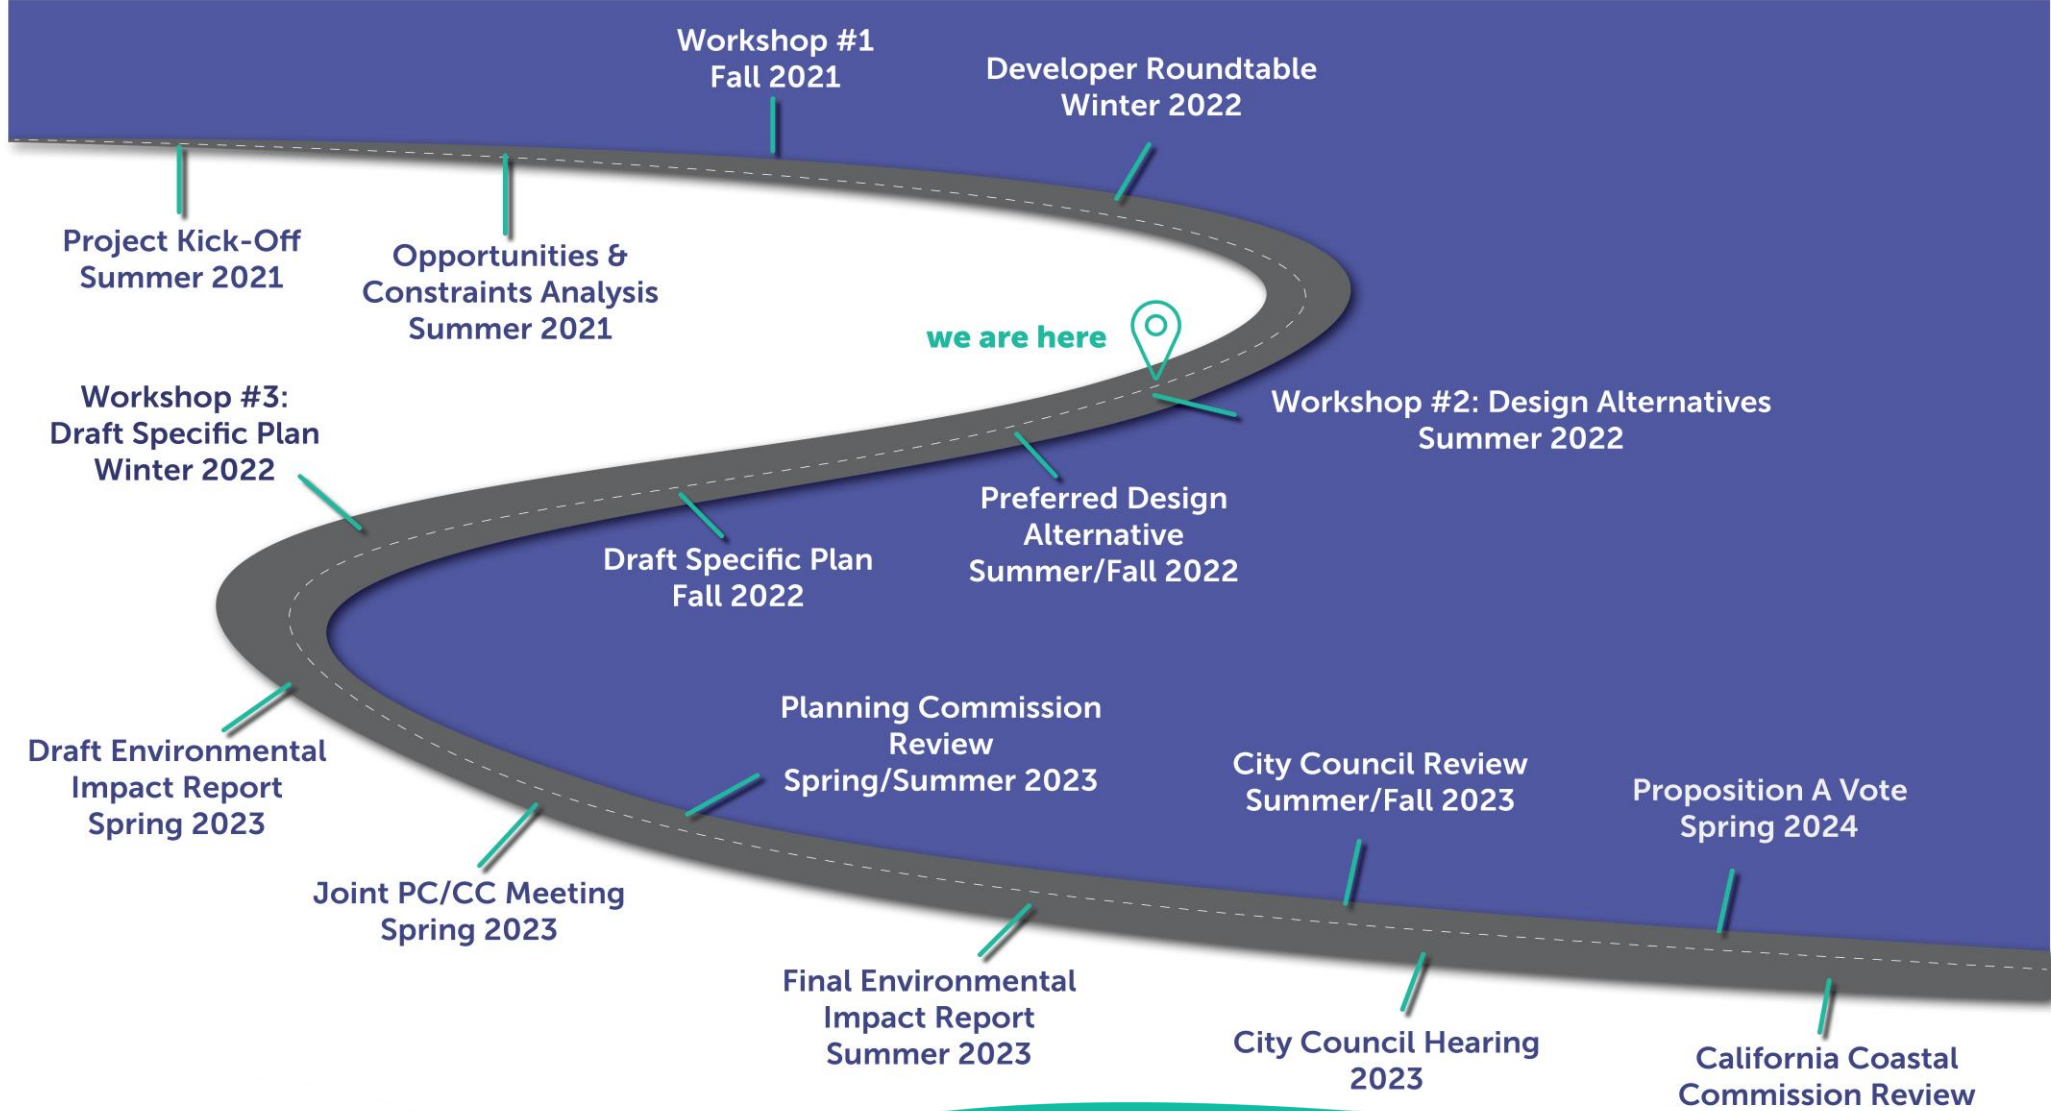 Workshop #1
Fall 2021
Developer Roundtable
Winter 2022
Project Kick-Off
Summer 2021
Opportunities &
Constraints Analysis
Summer 2021
we are here
Workshop #2: Design Alternatives
Summer 2022
Workshop #3:
Draft Specific Plan
Winter 2022
Preferred Design
Alternative
Summer/Fall 2022
Draft Specific Plan
Fall 2022
Draft Environmental
Impact Report
Spring 2023
Planning Commission
Review
Spring/Summer 2023
City Council Review
Summer/Fall 2023
Proposition A Vote
Spring 2024
Joint PC/CC Meeting
Spring 2023
Final Environmental
Impact Report
Summer 2023
City Council Hearing
2023
California Coastal
Commission Review